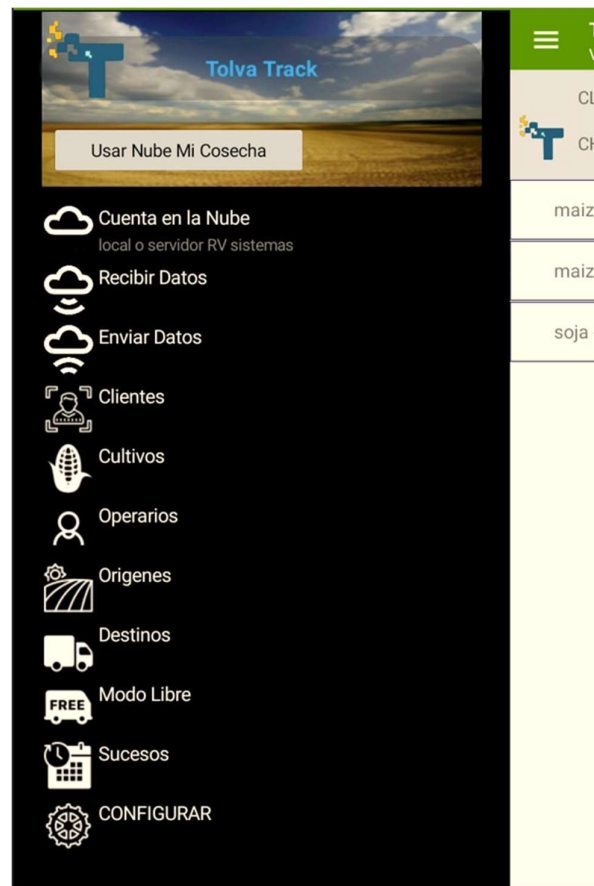 Tolva Track
Usar Nube Mi Cosecha
Cuenta en la Nube
local o servidor RV sistemas
Recibir Datos
Enviar Datos
Clientes
Cultivos
Operarios
Origenes
Destinos
FREE
Modo Libre
Sucesos
CONFIGURAR
maiz
maiz
soja